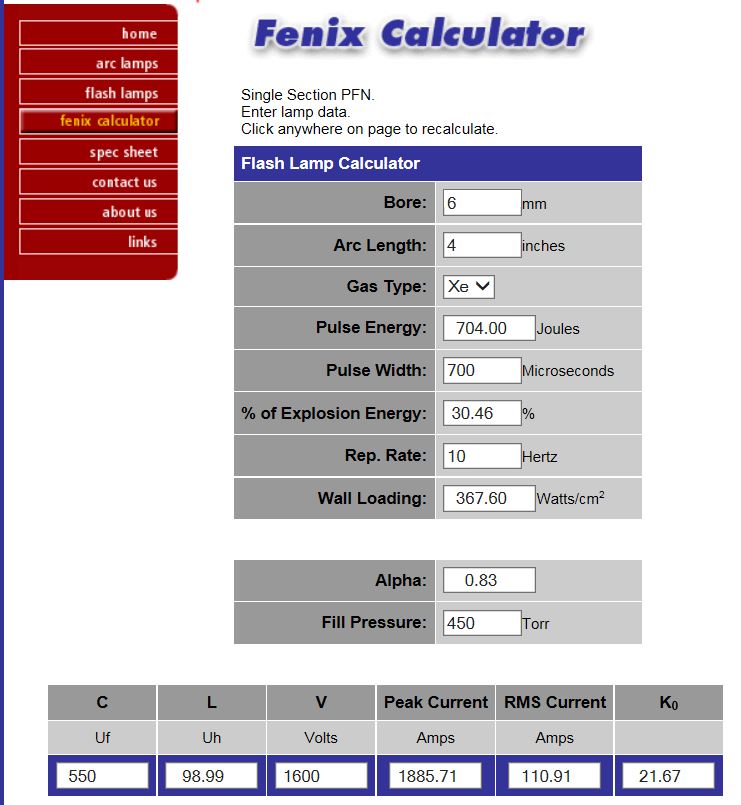 home
arc lamps
flash lamps
fenix calculator
spec sheet
contact us
about us
links
Fenix Calculator
Single Section PFN.
Enter lamp data.
Click anywhere on page to recalculate.
Flash Lamp Calculator
Bore: 6 mm
Arc Length: 4 inches
Gas Type: Xe
Pulse Energy: 704.00 Joules
Pulse Width: 700 Microseconds
% of Explosion Energy: 30.46 %
Rep. Rate: 10 Hertz
Wall Loading: 367.60 Watts/cm²
Alpha: 0.83
Fill Pressure: 450 Torr
C L V Peak Current RMS Current K₀
Uf Uh Volts Amps Amps
550 98.99 1600 1885.71 110.91 21.67